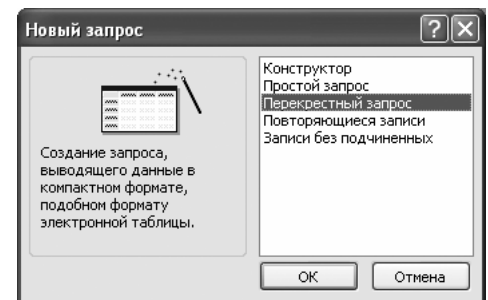 Новый запрос
Создание запроса,
выводящего данные в
компактном формате,
подобном формату
электронной таблицы.
Конструктор
Простой запрос
Перекрестный запрос
Повторяющиеся записи
Записи без подчиненных
ОК
Отмена